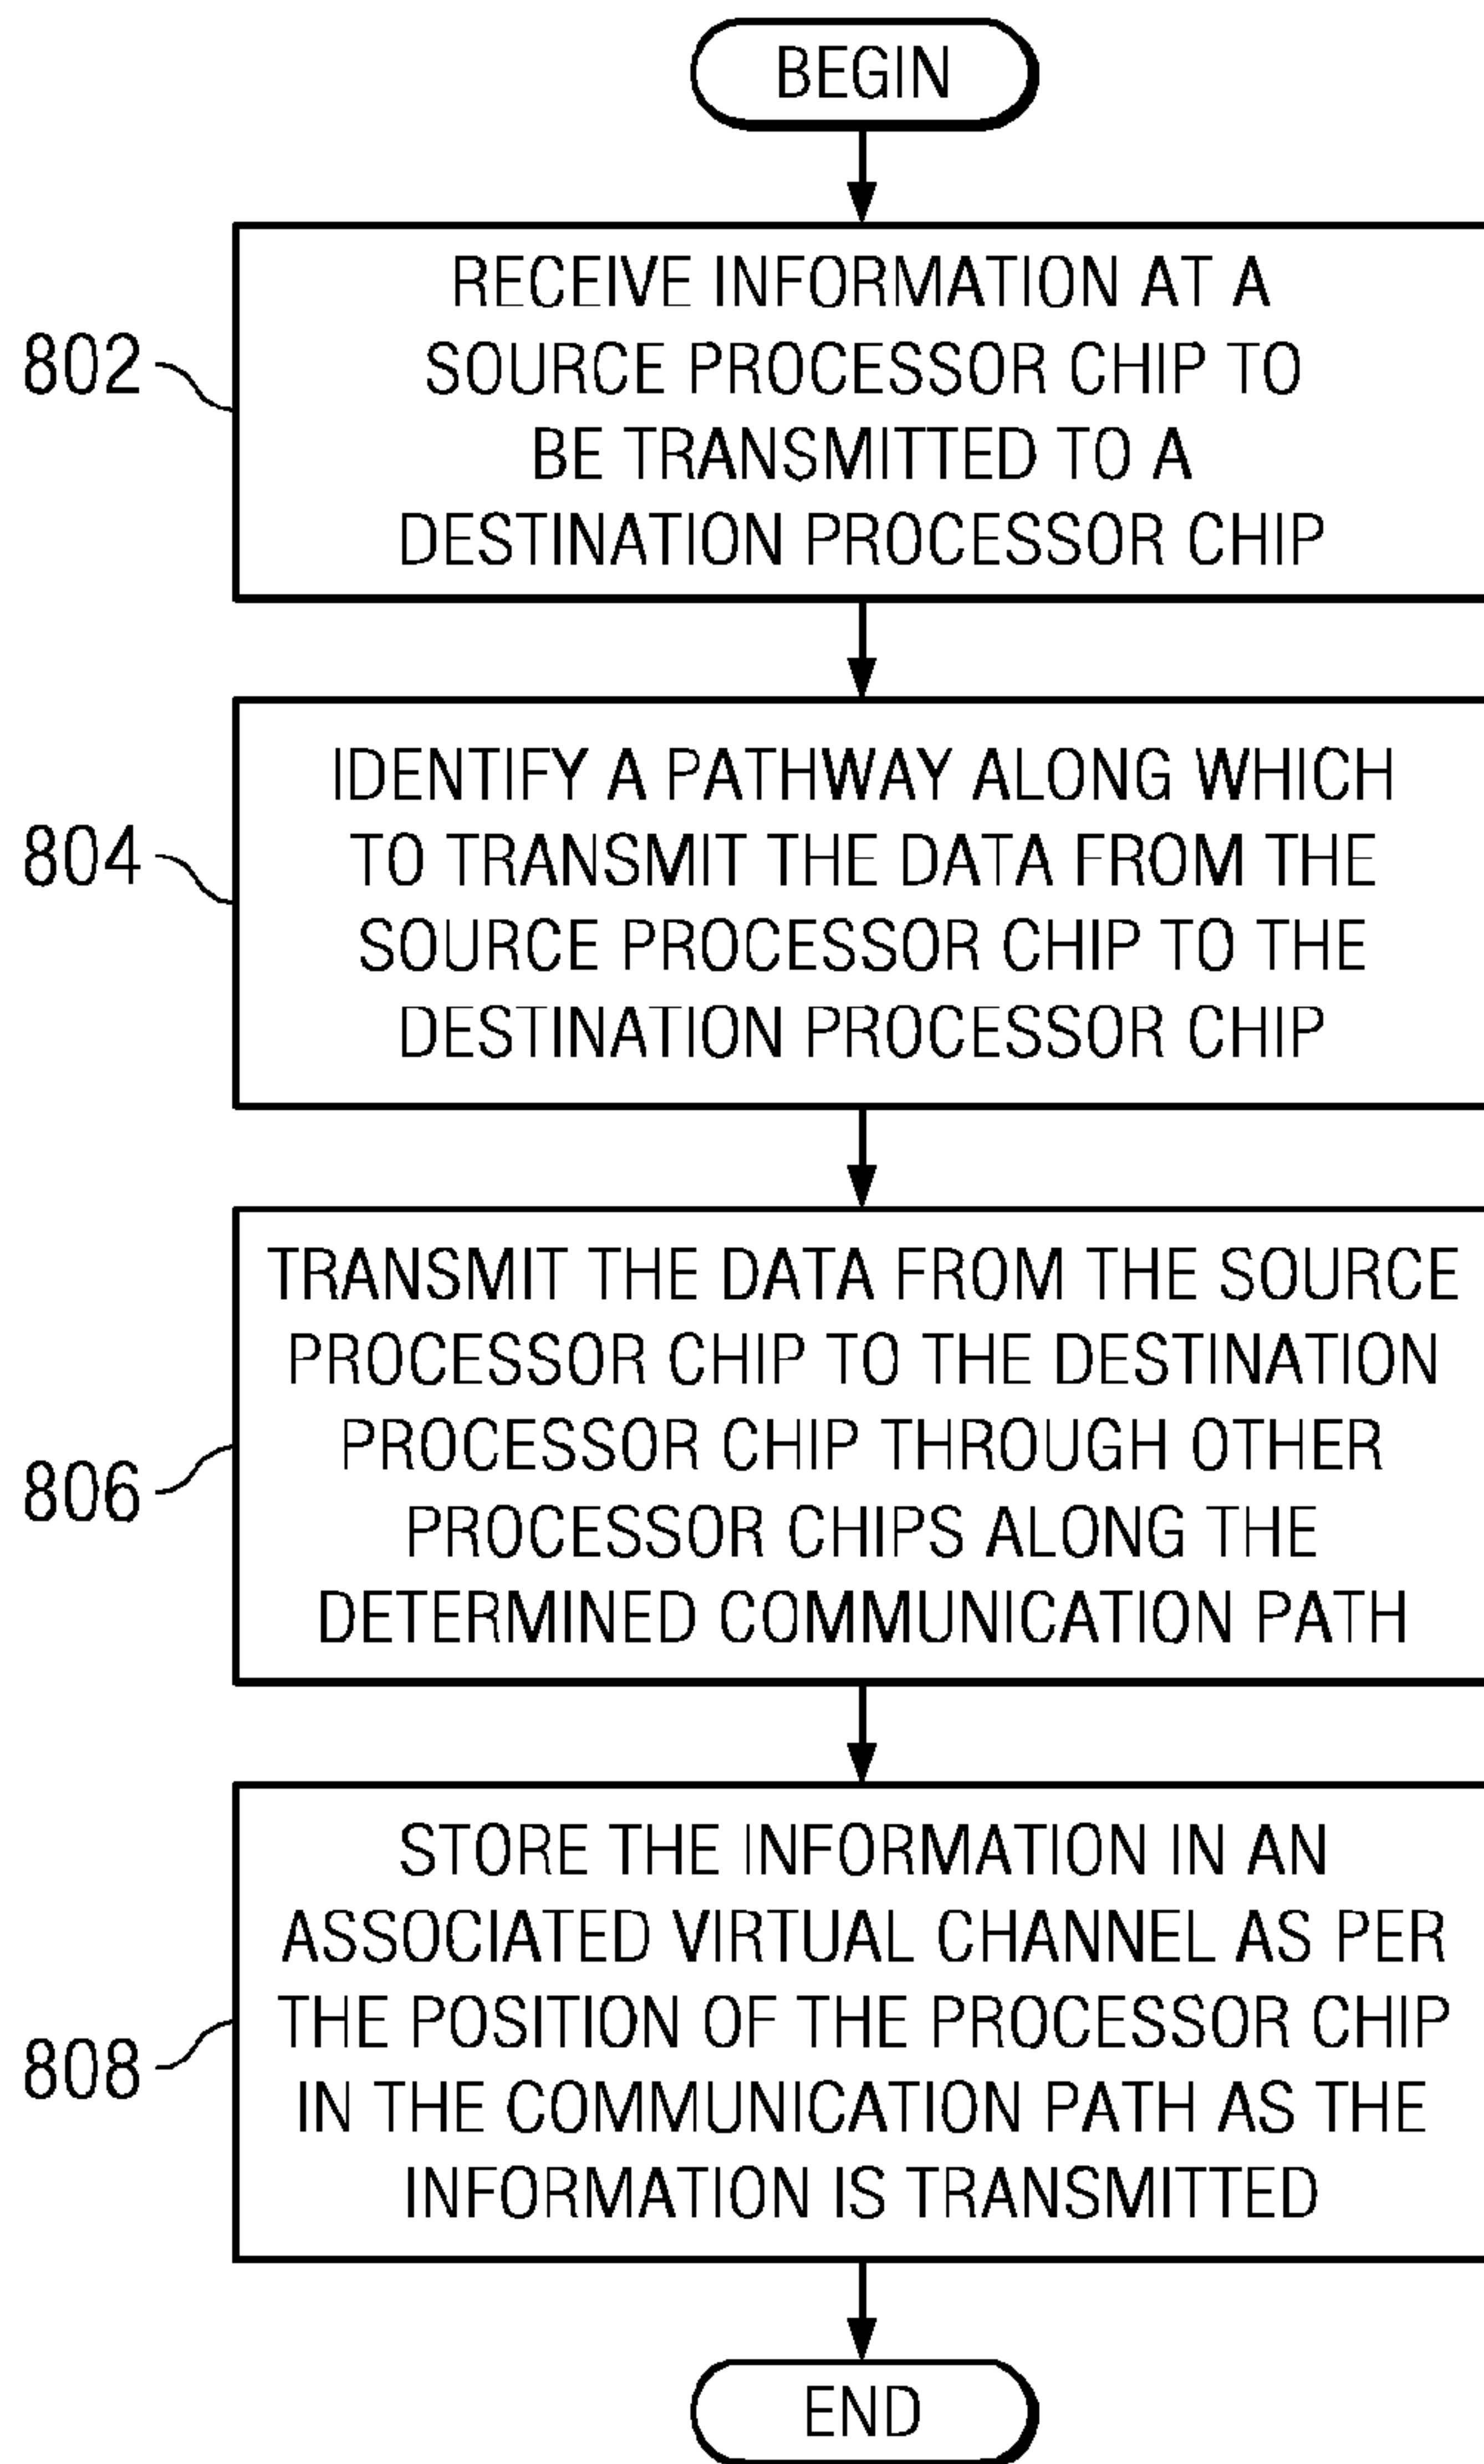 BEGIN
802
RECEIVE INFORMATION AT A
SOURCE PROCESSOR CHIP TO
BE TRANSMITTED TO A
DESTINATION PROCESSOR CHIP
804
IDENTIFY A PATHWAY ALONG WHICH
TO TRANSMIT THE DATA FROM THE
SOURCE PROCESSOR CHIP TO THE
DESTINATION PROCESSOR CHIP
806
TRANSMIT THE DATA FROM THE SOURCE
PROCESSOR CHIP TO THE DESTINATION
PROCESSOR CHIP THROUGH OTHER
PROCESSOR CHIPS ALONG THE
DETERMINED COMMUNICATION PATH
808
STORE THE INFORMATION IN AN
ASSOCIATED VIRTUAL CHANNEL AS PER
THE POSITION OF THE PROCESSOR CHIP
IN THE COMMUNICATION PATH AS THE
INFORMATION IS TRANSMITTED
END